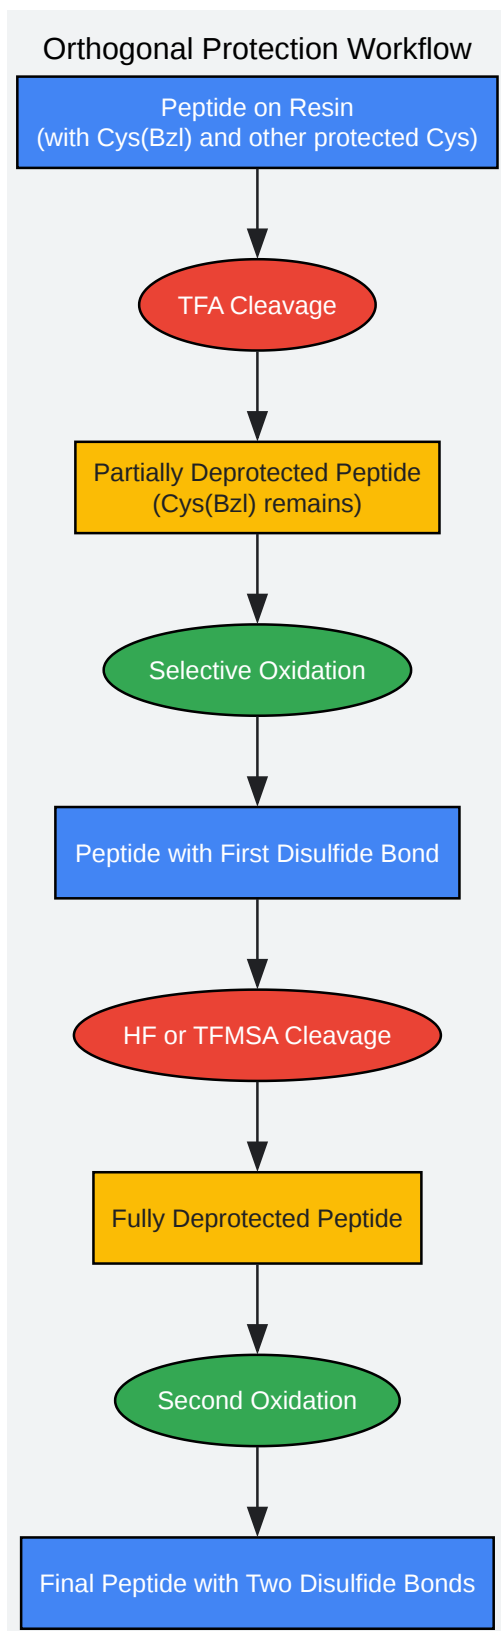 Orthogonal Protection Workflow
Peptide on Resin
(with Cys(Bzl) and other protected Cys)
TFA Cleavage
Partially Deprotected Peptide
(Cys(Bzl) remains)
Selective Oxidation
Peptide with First Disulfide Bond
HF or TFMSA Cleavage
Fully Deprotected Peptide
Second Oxidation
Final Peptide with Two Disulfide Bonds